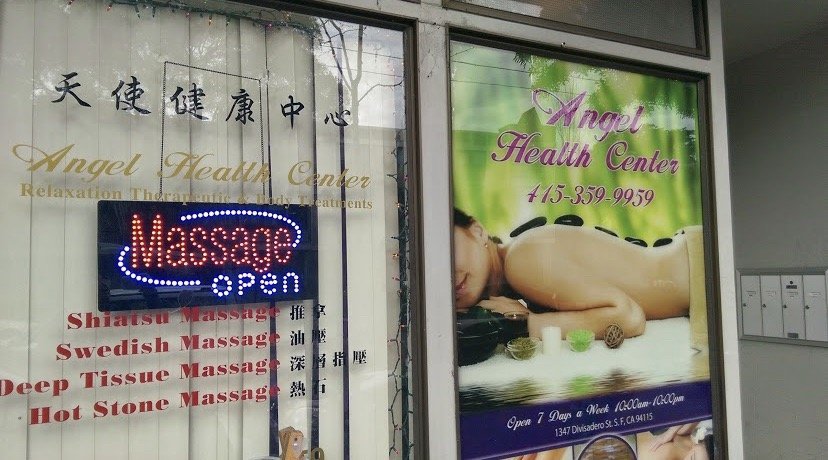 天使健康中心
Angel Health Center
Relaxation Therapeutic & Body Treatments
Massage
OPEN
Shiatsu Massage 推拿
Swedish Massage 油壓
Deep Tissue Massage 深層指壓
Hot Stone Massage 熱石
Angel
Health Center
415-359-9959
Open 7 Days a Week 10:00am-10:00pm
1347 Divisadero St. S.F, CA 94115